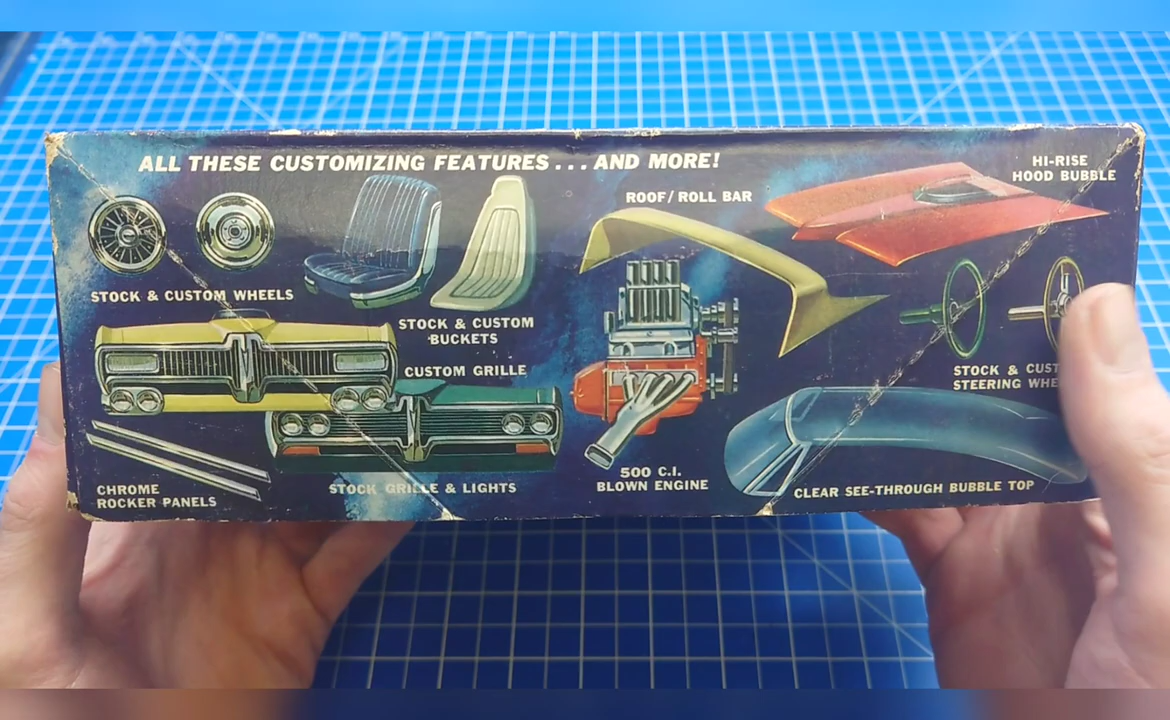 ALL THESE CUSTOMIZING FEATURES...AND MORE!
HI-RISE
HOOD BUBBLE
ROOF/ROLL BAR
STOCK & CUSTOM WHEELS
STOCK & CUSTOM
BUCKETS
CUSTOM GRILLE
STOCK &
STEERING
CHROME
ROCKER PANELS
STOCK GRILLE & LIGHTS
500 C.I.
BLOWN ENGINE
CLEAR SEE-THROUGH BUBBLE TOP